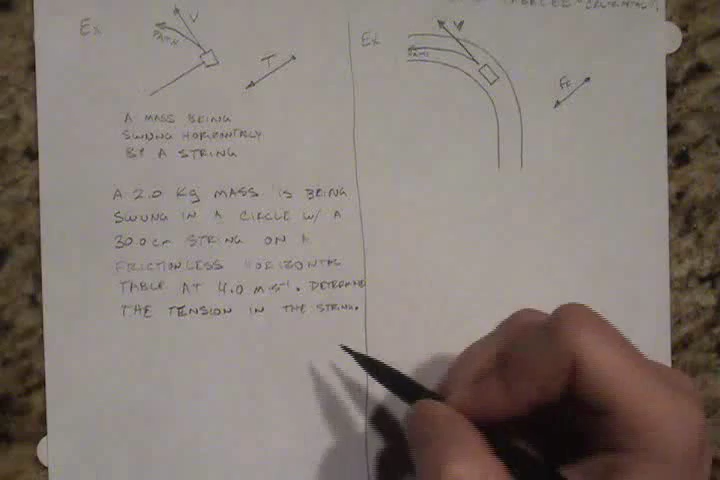 Ex
V
PATH
T
A MASS BEING
SWUNG HORIZONTALLY
BY A STRING
A 2.0 Kg MASS IS BEING
SWUNG IN A CIRCLE W/ A
30.0 cm STRING ON A
FRICTIONLESS HORIZONTAL
TABLE AT 4.0 m·s⁻¹. DETERMINE
THE TENSION IN THE STRING.
Ex
V
PATH
Ff